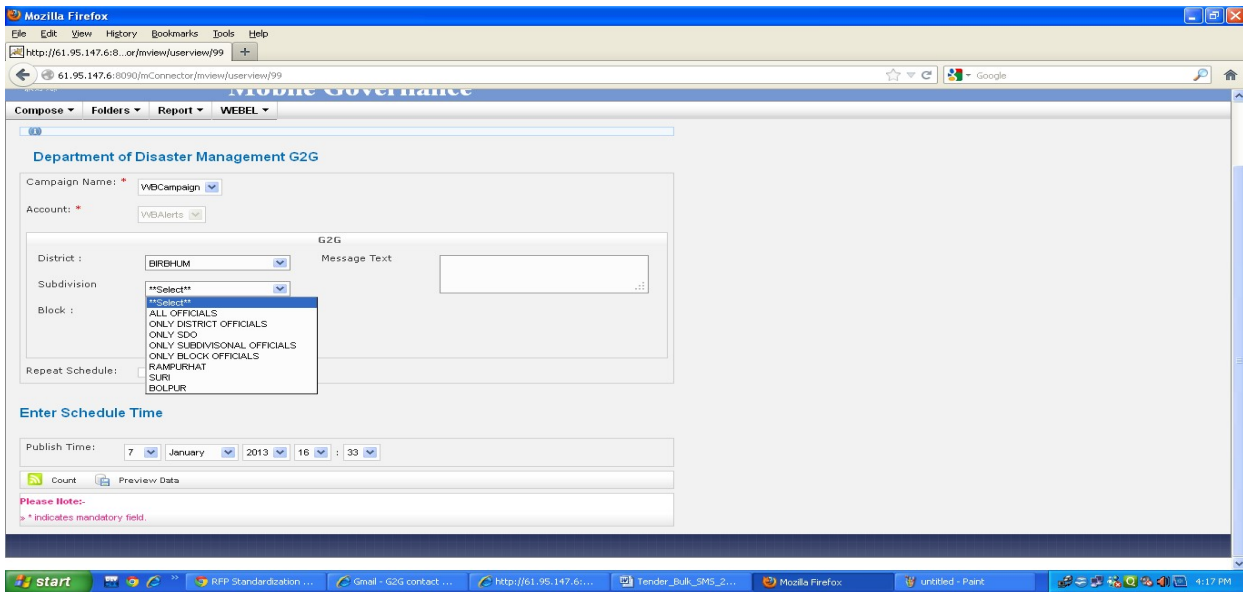 Mozilla Firefox
File Edit View History Bookmarks Tools Help
http://61.95.147.6:8...or/mview/userview/99 +
61.95.147.6:8090/mConnector/mview/userview/99 Google
Mobile Governance
Compose Folders Report WEBEL
Department of Disaster Management G2G
Campaign Name: * WBCampaign
Account: * WBAlerts
G2G
District : BIRBHUM Message Text
Subdivision **Select**
**Select**
Block : ALL OFFICIALS
ONLY DISTRICT OFFICIALS
ONLY SDO
ONLY SUBDIVISONAL OFFICIALS
ONLY BLOCK OFFICIALS
RAMPURHAT
Repeat Schedule: SURI
BOLPUR
Enter Schedule Time
Publish Time: 7 January 2013 16 : 33
Count Preview Data
Please Note:-
» * indicates mandatory field.
start » RFP Standardization ... Gmail - G2G contact ... http://61.95.147.6:... Tender_Bulk_SMS_2... Mozilla Firefox untitled - Paint 4:17 PM